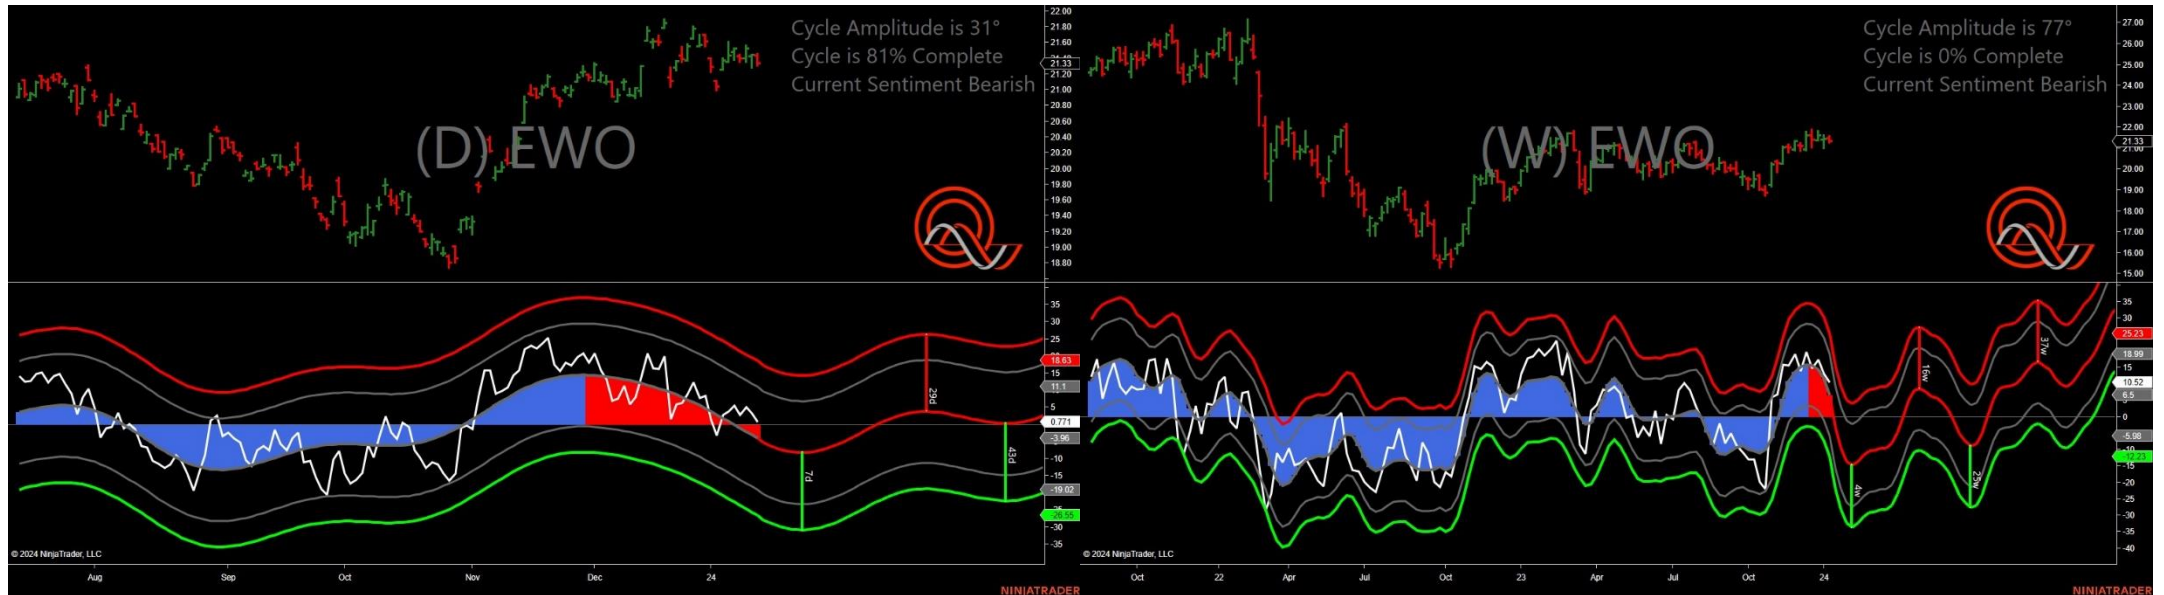 Cycle Amplitude is 31°
Cycle is 81% Complete
Current Sentiment Bearish
(D) EWO
22.00
21.80
21.60
21.33
21.20
21.00
20.80
20.60
20.40
20.20
20.00
19.80
19.60
19.40
19.20
19.00
18.80
35
30
25
18.63
15
11.1
5
0.771
-3.96
-10
-15
-19.02
-26.55
-30
-35
29d
7d
43d
© 2024 NinjaTrader, LLC
Aug Sep Oct Nov Dec 24
NINJATRADER
Cycle Amplitude is 77°
Cycle is 0% Complete
Current Sentiment Bearish
(W) EWO
27.00
26.00
25.00
24.00
23.00
22.00
21.33
20.00
19.00
18.00
17.00
16.00
15.00
35
30
25.23
18.99
15
10.52
6.5
0
-5.98
-12.23
-15
-20
-25
-30
-35
-40
16w
37w
4w
25w
© 2024 NinjaTrader, LLC
Oct 22 Apr Jul Oct 23 Apr Jul Oct 24
NINJATRADER